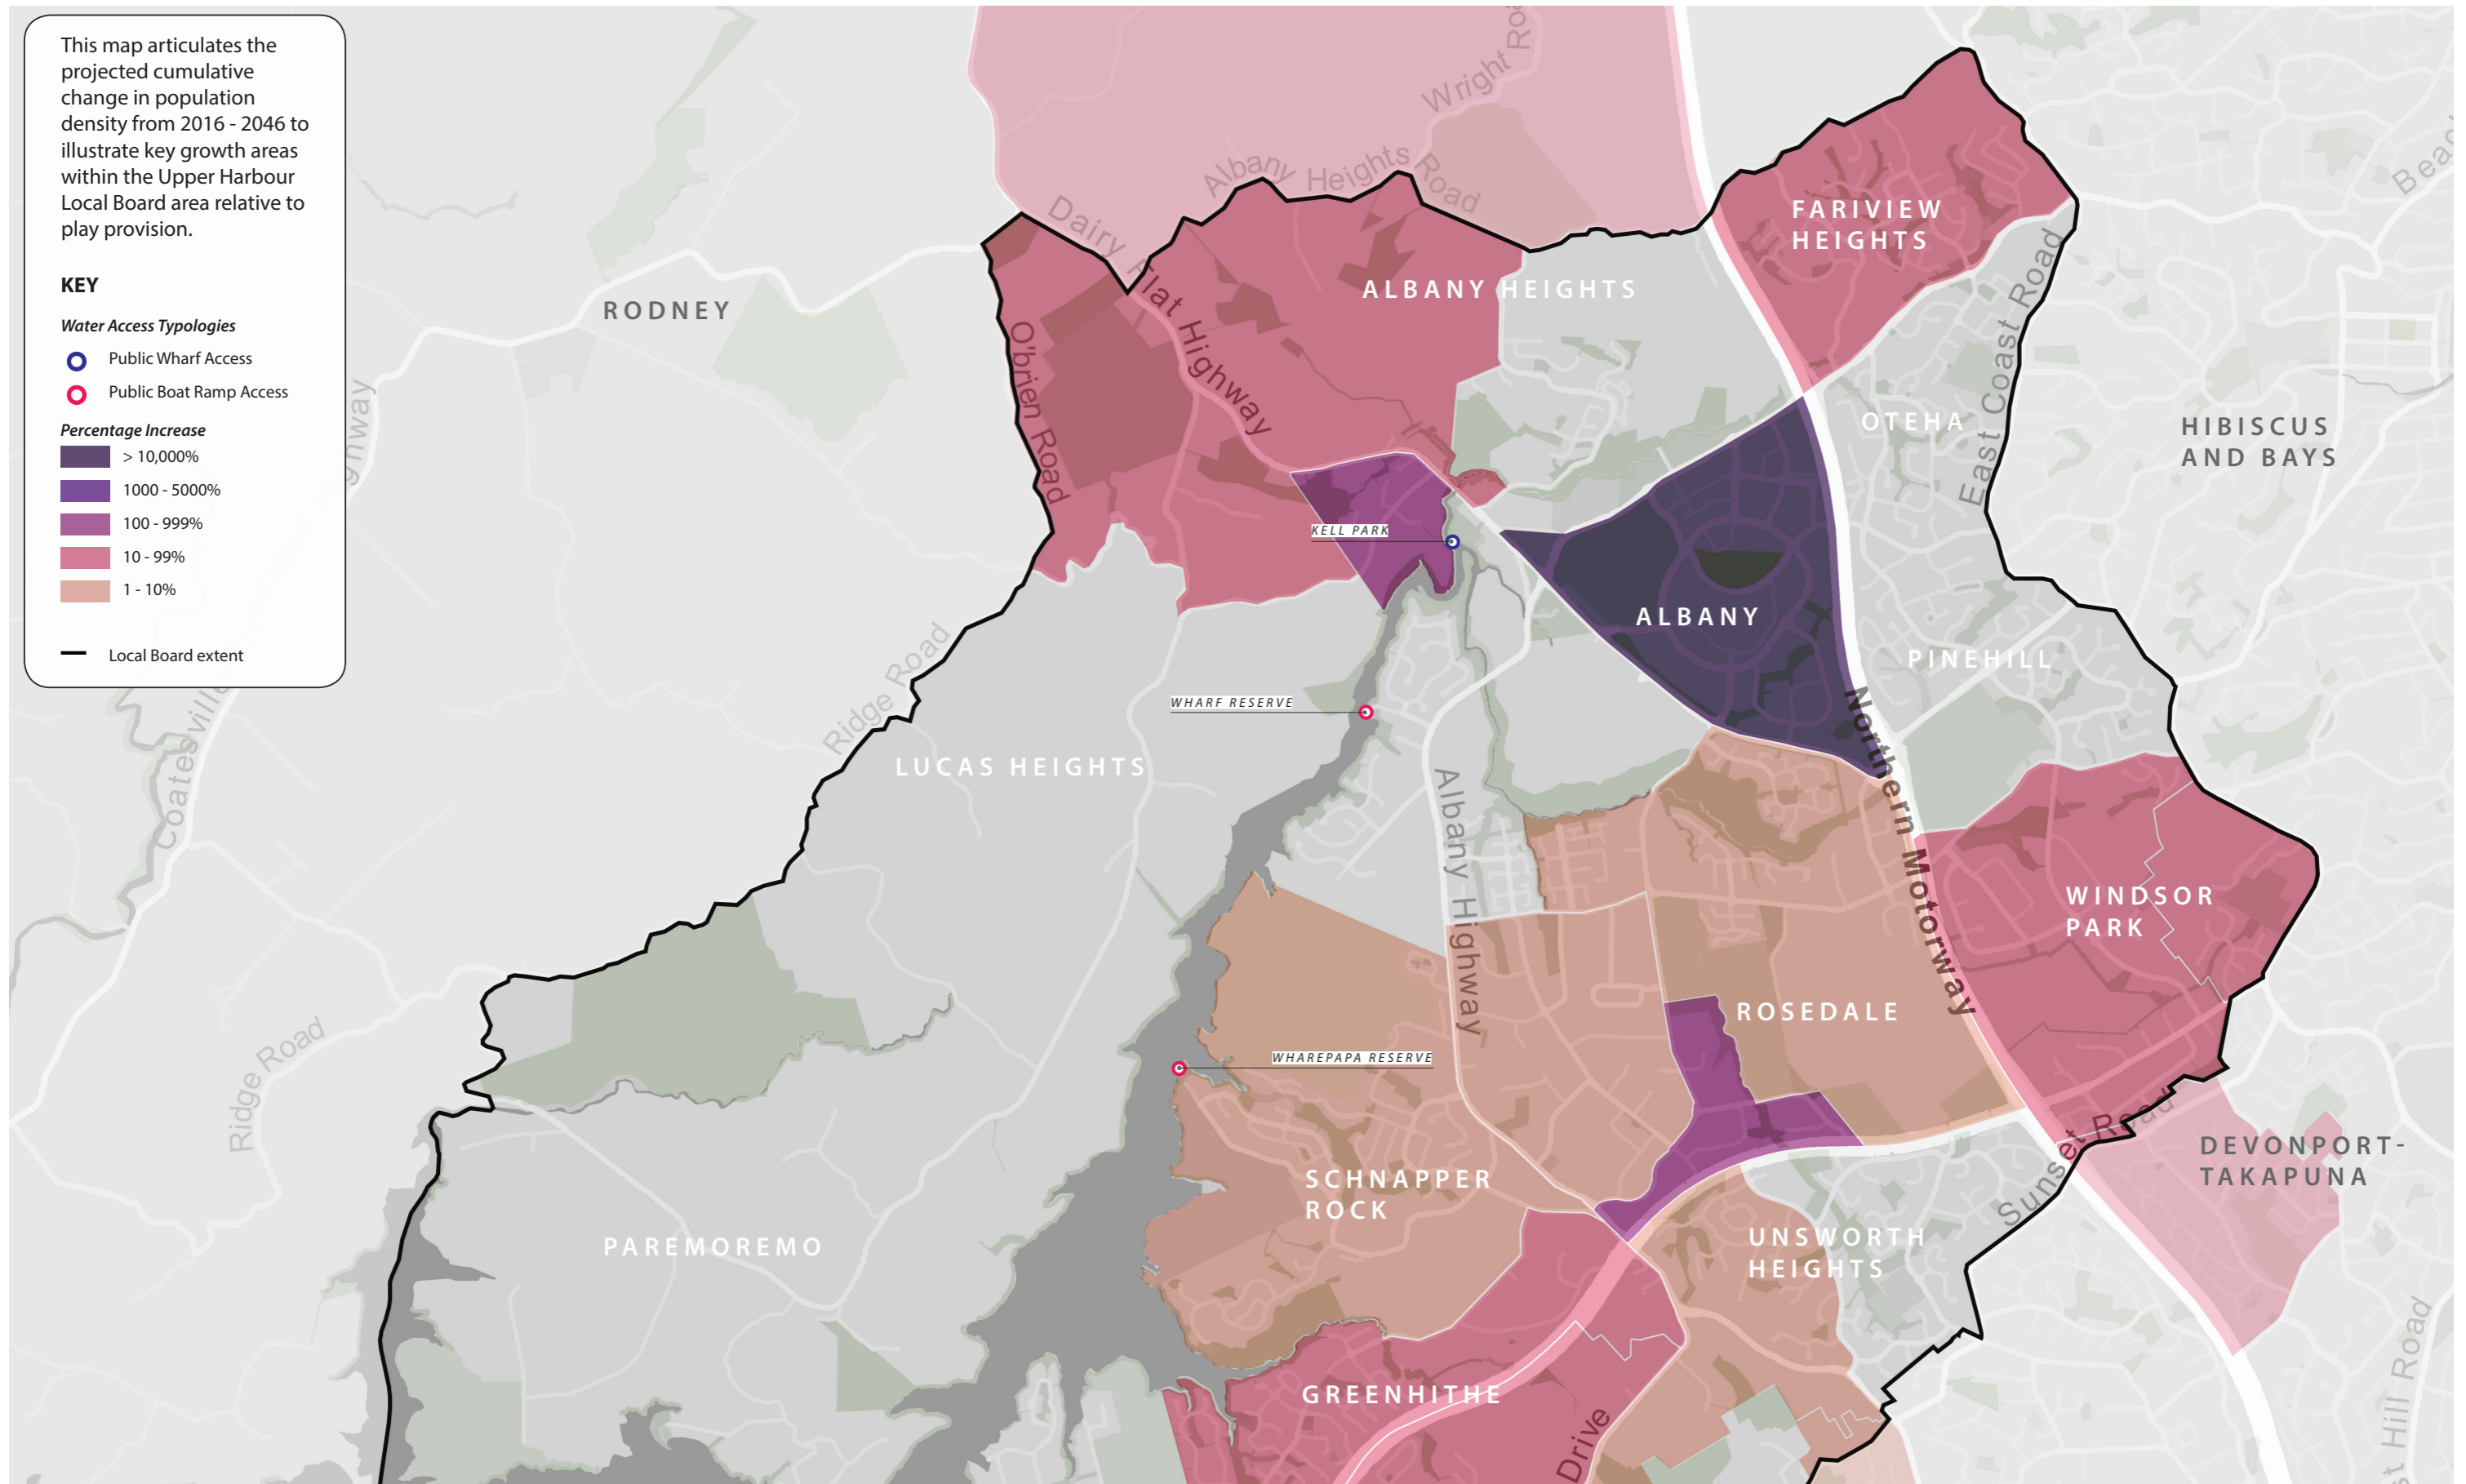 This map articulates the
projected cumulative
change in population
density from 2016 - 2046 to
illustrate key growth areas
within the Upper Harbour
Local Board area relative to
play provision.
KEY
Water Access Typologies
Public Wharf Access
Public Boat Ramp Access
Percentage Increase
> 10,000%
1000 - 5000%
100 - 999%
10 - 99%
1 - 10%
Local Board extent
Wright
Albany Heights Road
Dairy Flat Highway
FARIVIEW
HEIGHTS
ALBANY HEIGHTS
RODNEY
O'brien Road
East Coast Road
OTEHA
HIBISCUS
AND BAYS
KELL PARK
ALBANY
PINEHILL
Ridge Road
WHARF RESERVE
LUCAS HEIGHTS
Northern Motorway
Albany Highway
WINDSOR
PARK
ROSEDALE
Ridge Road
WHAREPAPA RESERVE
Sunset Road
DEVONPORT-
TAKAPUNA
SCHNAPPER
ROCK
UNSWORTH
HEIGHTS
PAREMOREMO
GREENHITHE
Drive
Hill Road